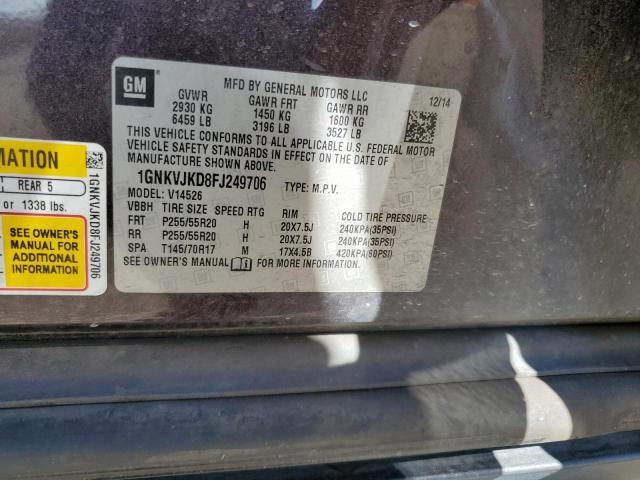 GM
MFD BY GENERAL MOTORS LLC
12/14
GVWR GAWR FRT GAWR RR
2930 KG 1450 KG 1600 KG
6459 LB 3196 LB 3527 LB
THIS VEHICLE CONFORMS TO ALL APPLICABLE U.S. FEDERAL MOTOR
VEHICLE SAFETY STANDARDS IN EFFECT ON THE DATE OF
MANUFACTURE SHOWN ABOVE.
1GNKVJKD8FJ249706 TYPE: M.P.V.
MODEL: V14526
VBBH TIRE SIZE SPEED RTG RIM COLD TIRE PRESSURE
FRT P255/55R20 H 20X7.5J 240KPA(35PSI)
RR P255/55R20 H 20X7.5J 240KPA(35PSI)
SPA T145/70R17 M 17X4.5B 420KPA(60PSI)
SEE OWNER'S MANUAL FOR MORE INFORMATION.
MATION
REAR 5
or 1338 lbs.
SEE OWNER'S
MANUAL FOR
ADDITIONAL
INFORMATION
1GNKVJKD8FJ249706